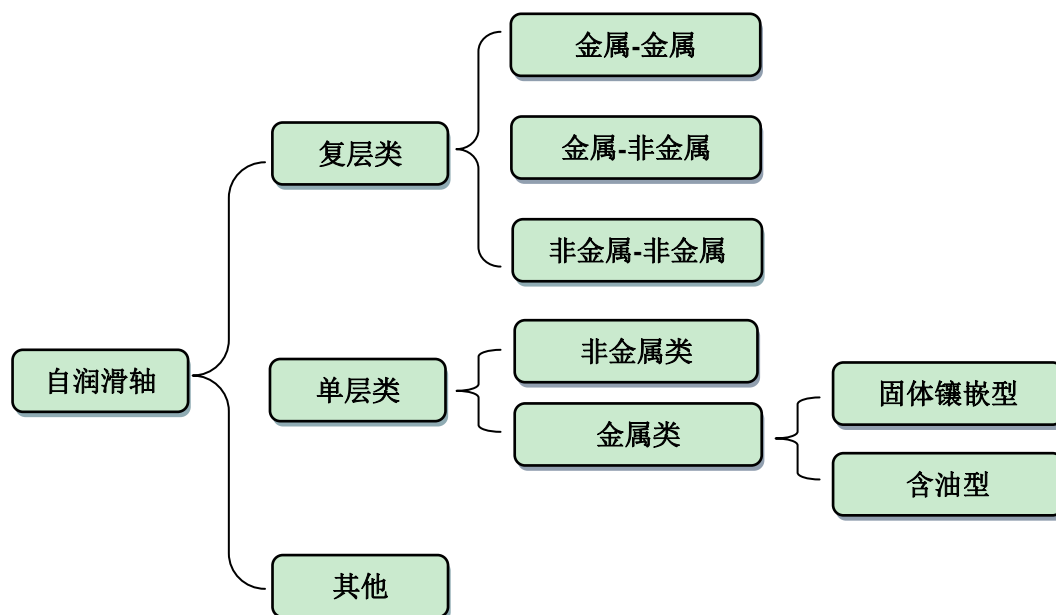 自润滑轴
复层类
金属-金属
金属-非金属
非金属-非金属
单层类
非金属类
金属类
固体镶嵌型
含油型
其他